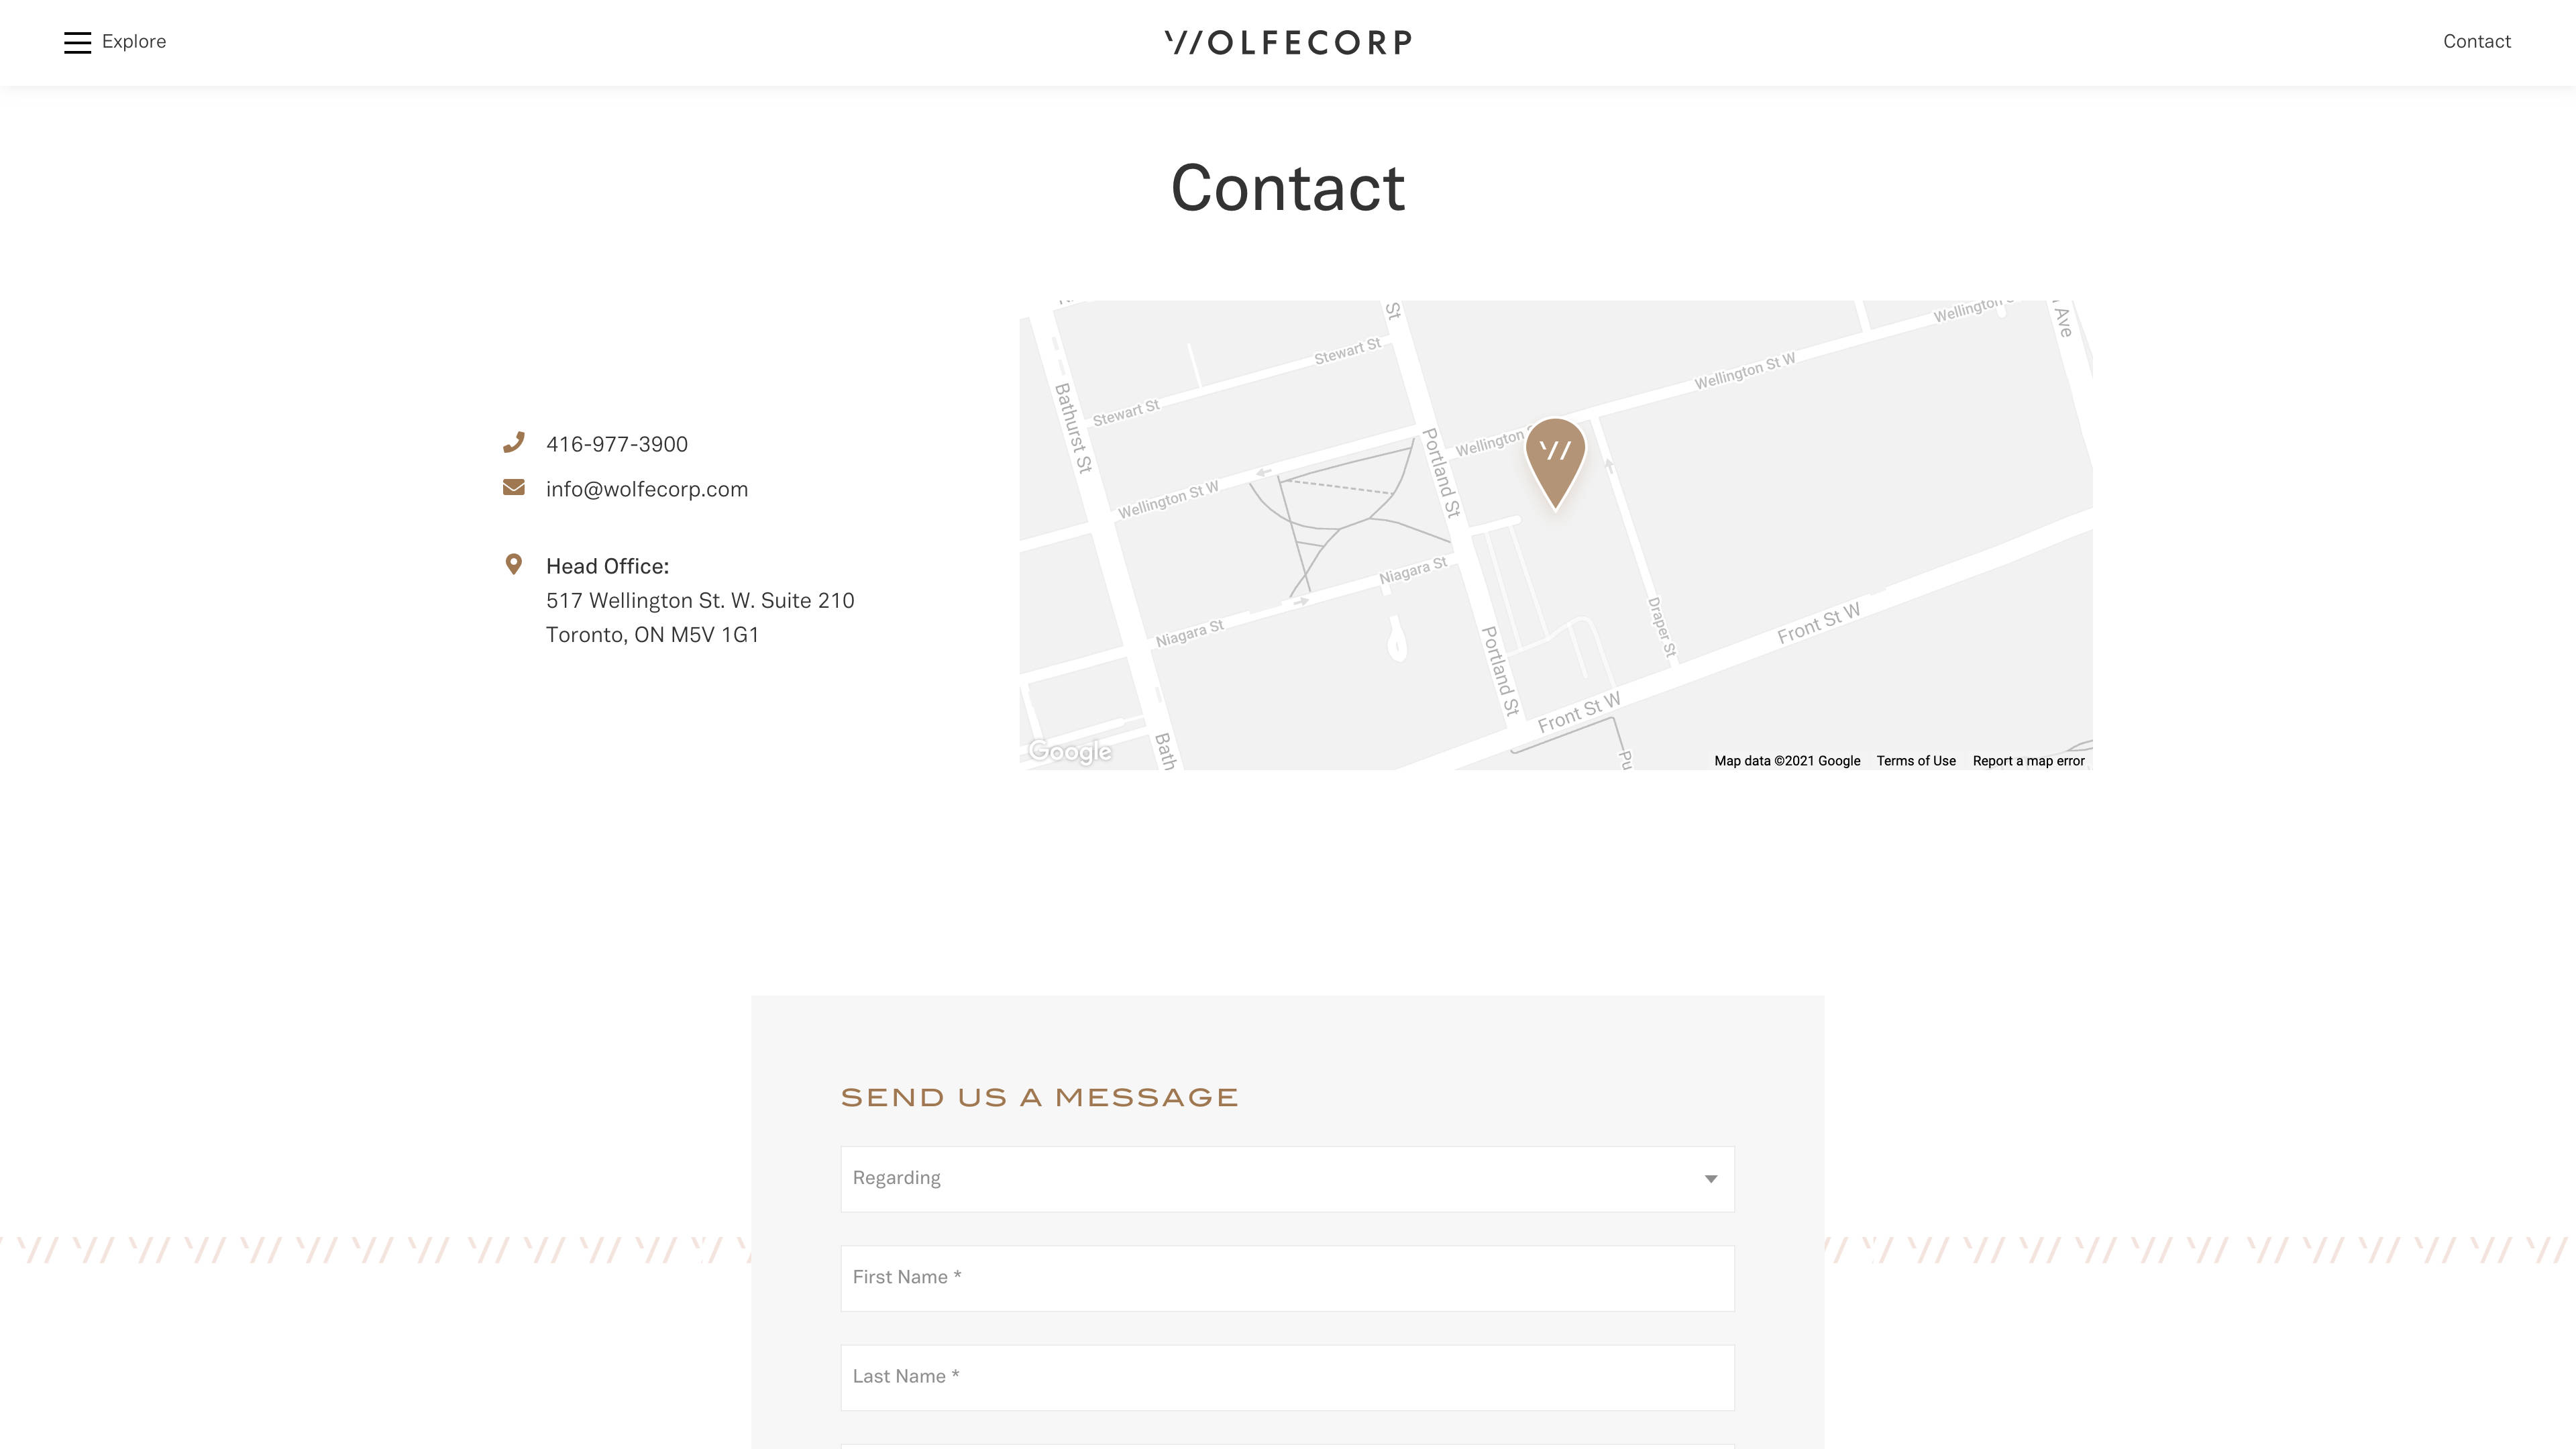 Explore
WOLFECORP
Contact
Contact
416-977-3900
info@wolfecorp.com
Head Office:
517 Wellington St. W. Suite 210
Toronto, ON M5V 1G1
St
Wellington
Ave
Stewart St
Wellington St W
Bathurst St
Stewart St
Portland St
Wellington
Wellington St W
Niagara St
Draper St
Front St W
Niagara St
Portland St
Front St W
Bath
Pu
Google
Map data ©2021 Google Terms of Use Report a map error
SEND US A MESSAGE
Regarding
First Name *
Last Name *